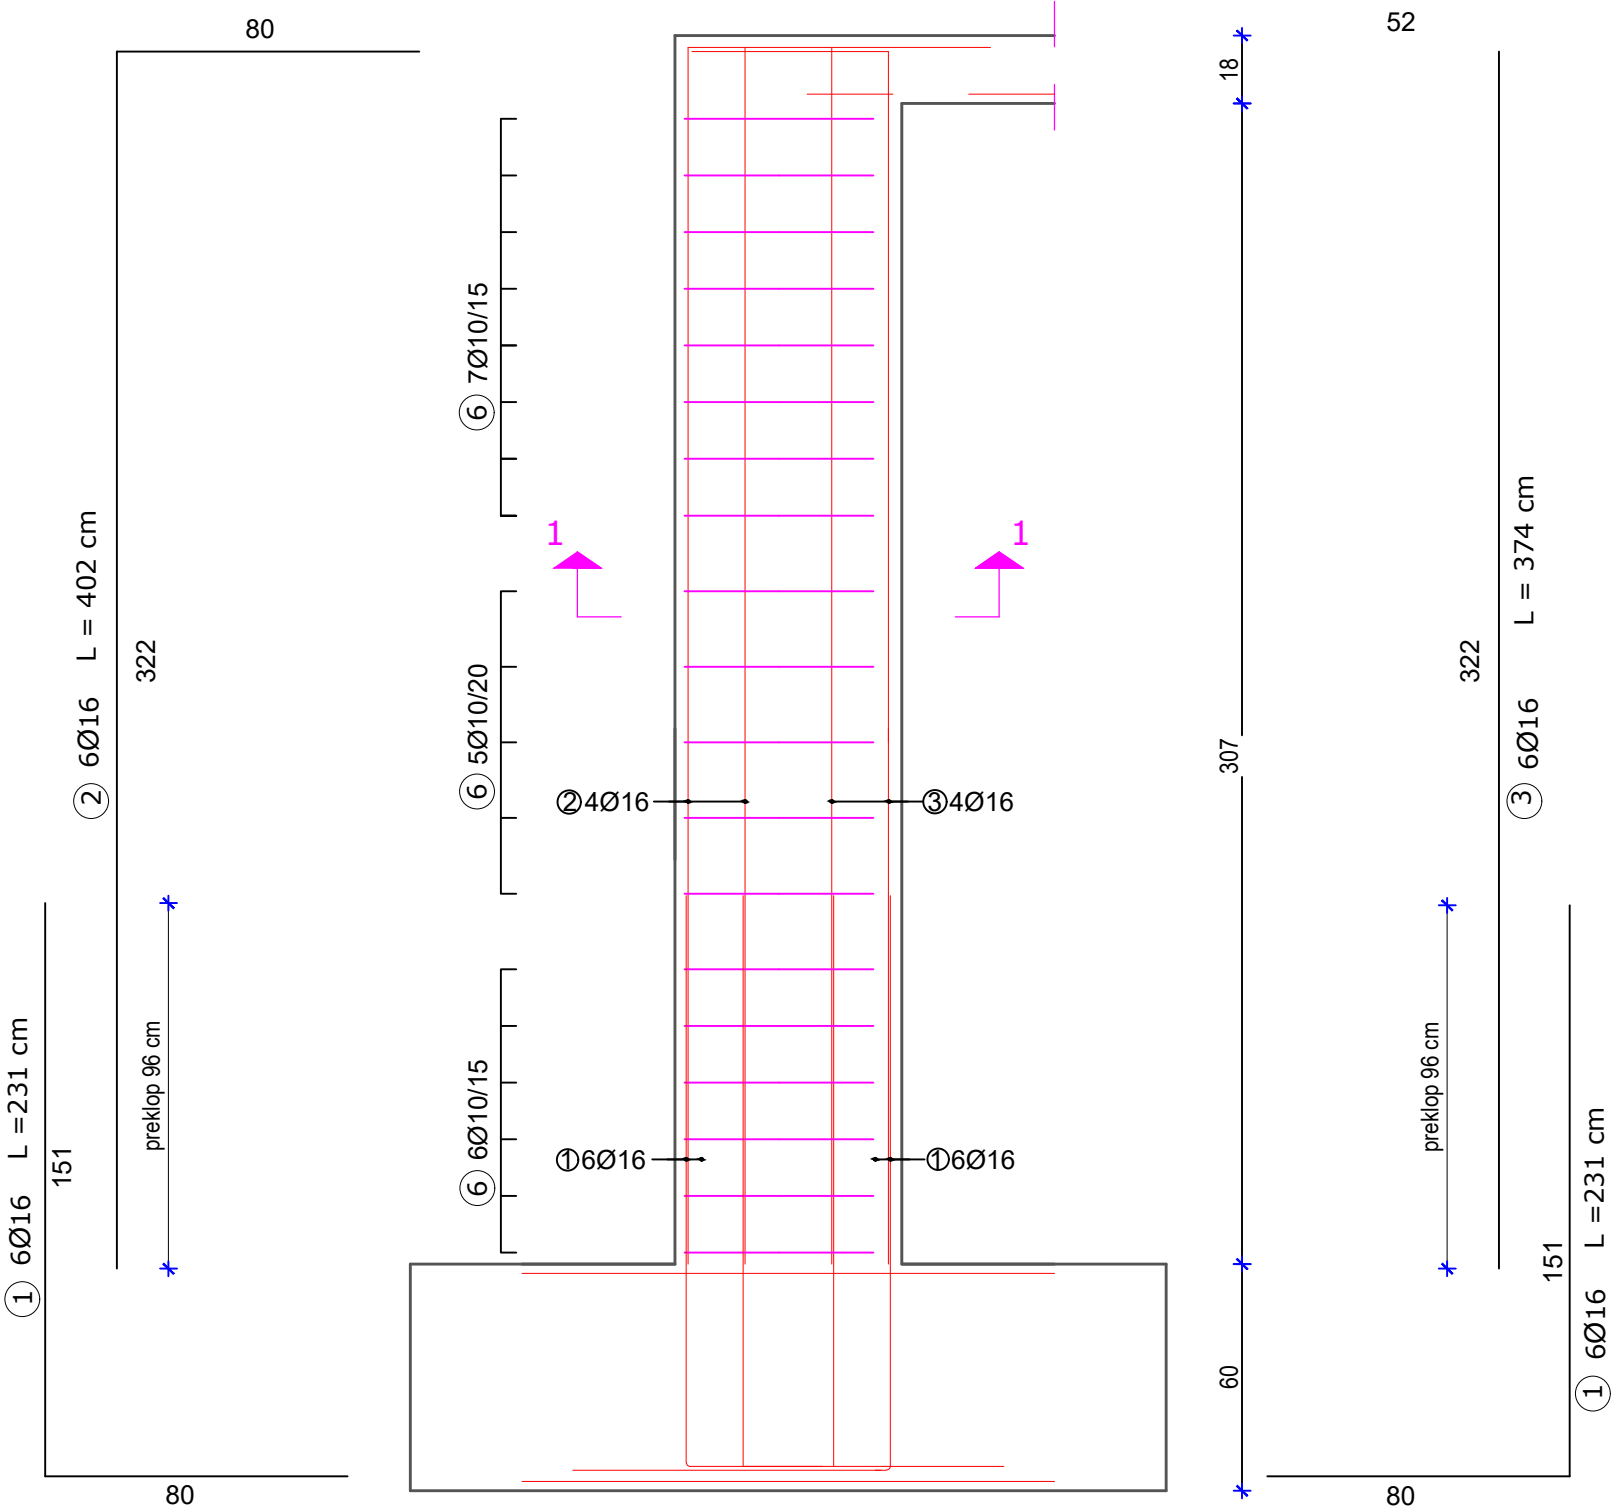 80
52
18
⑥ 7Ø10/15
1
1
② 6Ø16 L = 402 cm
322
⑥ 5Ø10/20
②4Ø16
③4Ø16
307
322
③ 6Ø16 L = 374 cm
① 6Ø16 L =231 cm
151
preklop 96 cm
⑥ 6Ø10/15
①6Ø16
①6Ø16
preklop 96 cm
151
① 6Ø16 L =231 cm
60
80
80